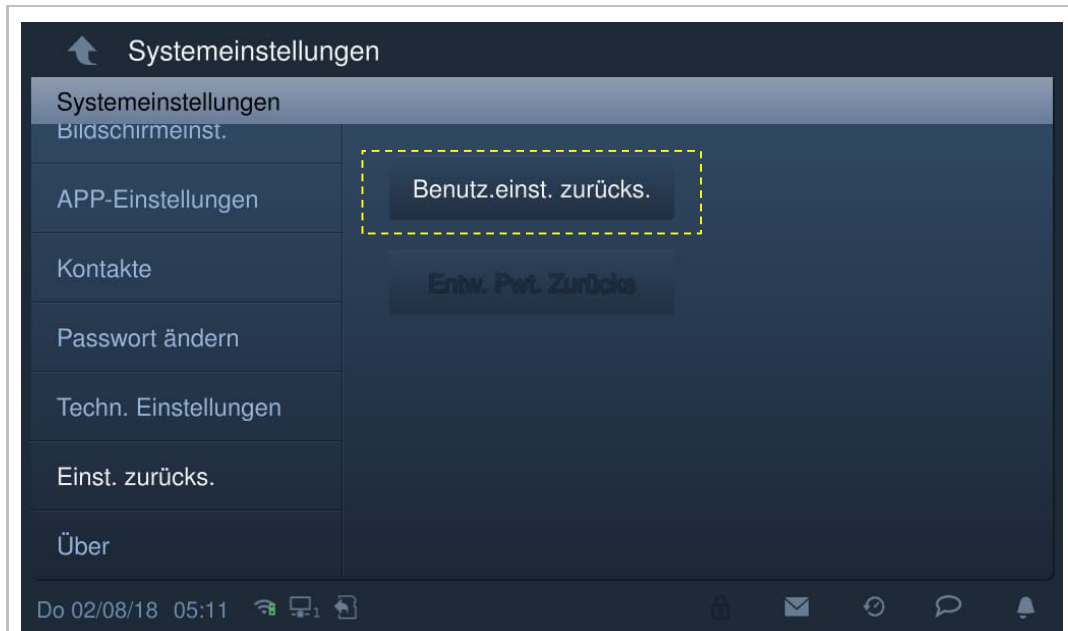 Systemeinstellungen
Systemeinstellungen
Bildschirmeinst.
APP-Einstellungen
Kontakte
Passwort ändern
Techn. Einstellungen
Einst. zurücks.
Über
Benutz.einst. zurücks.
Entw. Pwt. Zurücks
Do 02/08/18 05:11
1